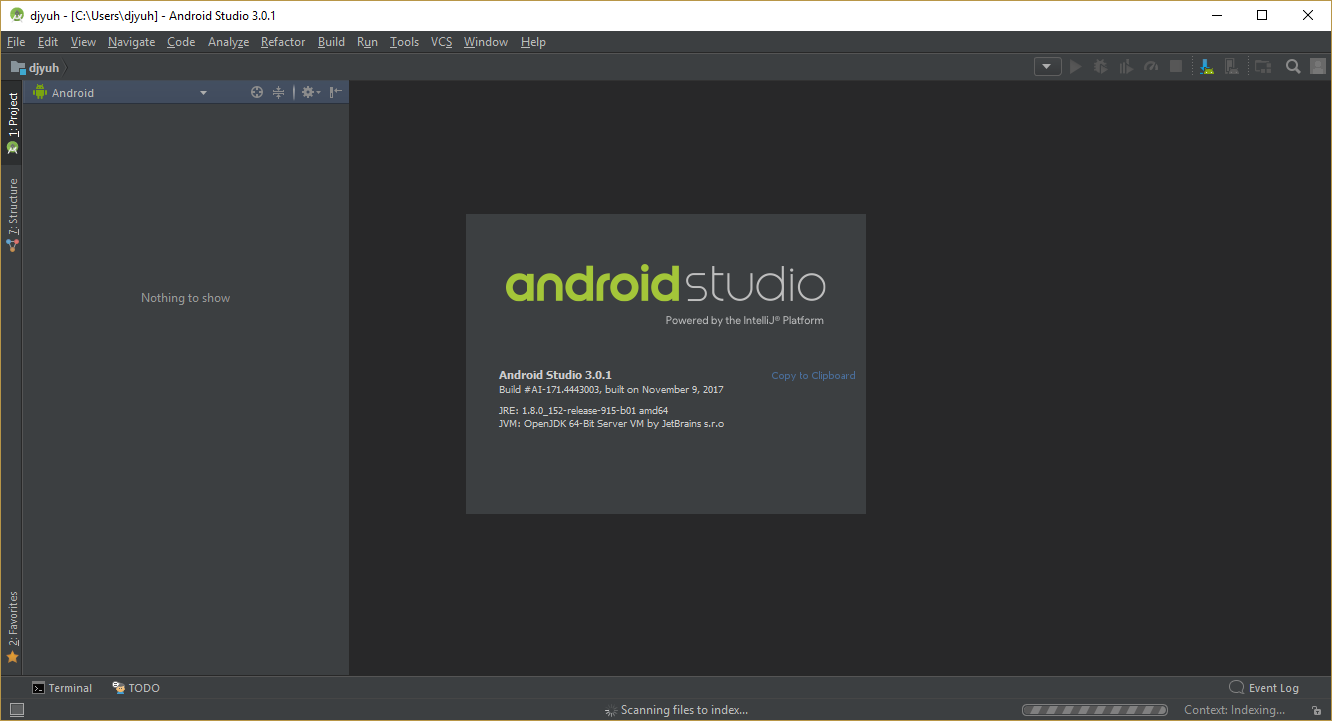 djyuh - [C:\Users\djyuh] - Android Studio 3.0.1
File Edit View Navigate Code Analyze Refactor Build Run Tools VCS Window Help
djyuh
Android
1: Project
7: Structure
2: Favorites
Nothing to show
androidstudio
Powered by the IntelliJ® Platform
Android Studio 3.0.1
Copy to Clipboard
Build #AI-171.4443003, built on November 9, 2017
JRE: 1.8.0_152-release-915-b01 amd64
JVM: OpenJDK 64-Bit Server VM by JetBrains s.r.o
Terminal TODO Event Log
Scanning files to index... Context: Indexing...